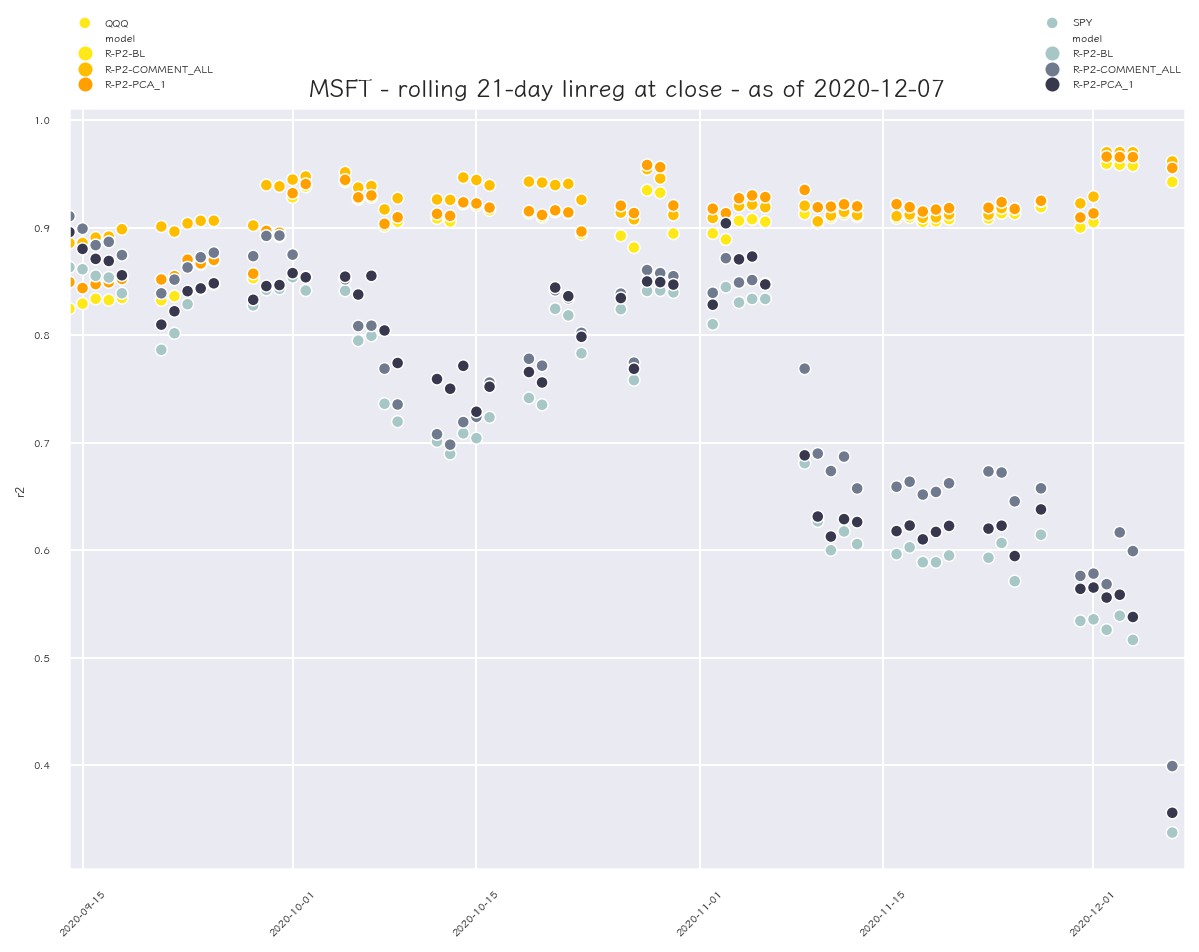 QQQ
model
R-P2-BL
R-P2-COMMENT_ALL
R-P2-PCA_1
SPY
model
R-P2-BL
R-P2-COMMENT_ALL
R-P2-PCA_1
MSFT - rolling 21-day linreg at close - as of 2020-12-07
1.0
0.9
0.8
0.7
0.6
0.5
0.4
r2
2020-09-15
2020-10-01
2020-10-15
2020-11-01
2020-11-15
2020-12-01